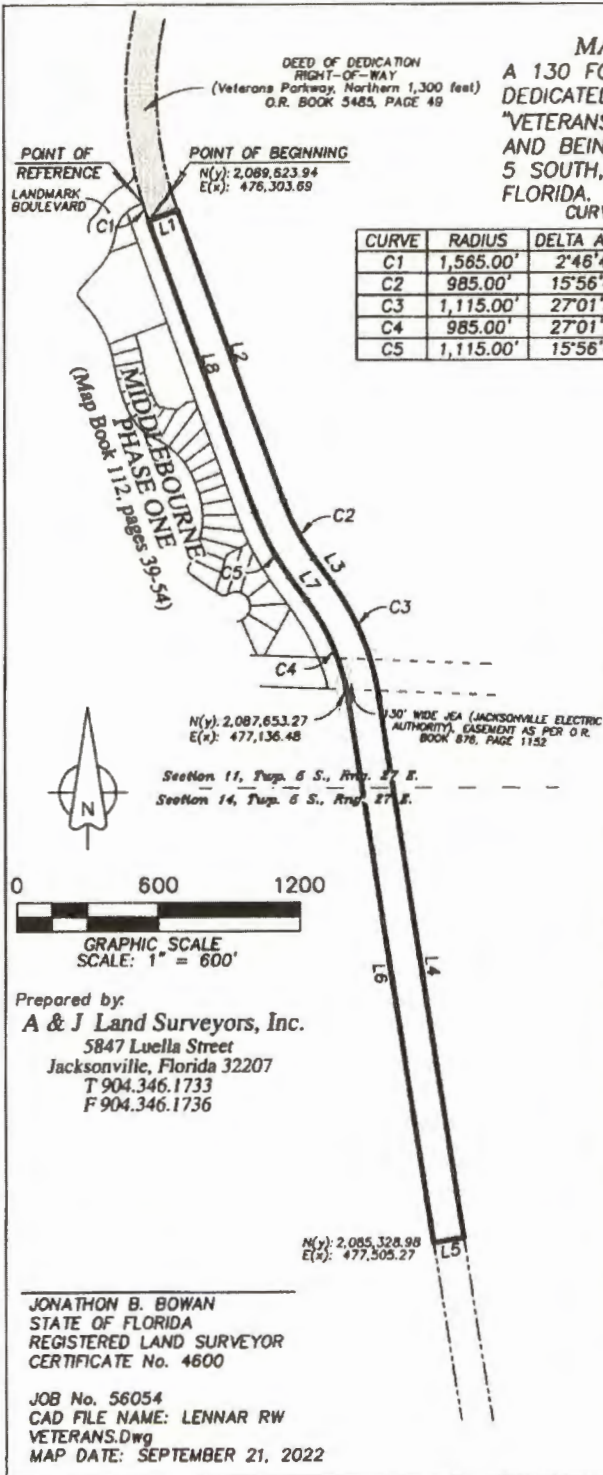 DEED OF DEDICATION
RIGHT-OF-WAY
(Veterans Parkway, Northern 1,300 feet)
O.R. BOOK 5485, PAGE 49
A 130 FO
DEDICATED
"VETERANS
AND BEIN
5 SOUTH,
FLORIDA.
CURV
POINT OF
REFERENCE
LANDMARK
BOULEVARD
POINT OF BEGINNING
N(y): 2,089,623.94
E(x): 476,303.69
CURVE RADIUS DELTA A
C1 1,565.00' 2°46'4
C2 985.00' 15°56'
C3 1,115.00' 27°01'
C4 985.00' 27°01'
C5 1,115.00' 15°56'
C1
L1
L2
L8
MIDDLEBOURNE
PHASE ONE
(Map Book 112, pages 39-54)
C2
L3
C5
L7
C3
C4
N(y): 2,087,653.27
E(x): 477,136.48
130' WIDE JEA (JACKSONVILLE ELECTRIC
AUTHORITY), EASEMENT AS PER O.R.
BOOK 878, PAGE 1152
Section 11, Twp. 5 S., Rng. 27 E.
Section 14, Twp. 5 S., Rng. 27 E.
N
0 600 1200
GRAPHIC SCALE
SCALE: 1" = 600'
L6
L4
Prepared by:
A & J Land Surveyors, Inc.
5847 Luella Street
Jacksonville, Florida 32207
T 904.346.1733
F 904.346.1736
N(y): 2,085,328.98
E(x): 477,505.27
L5
JONATHON B. BOWAN
STATE OF FLORIDA
REGISTERED LAND SURVEYOR
CERTIFICATE No. 4600
JOB No. 56054
CAD FILE NAME: LENNAR RW
VETERANS.Dwg
MAP DATE: SEPTEMBER 21, 2022